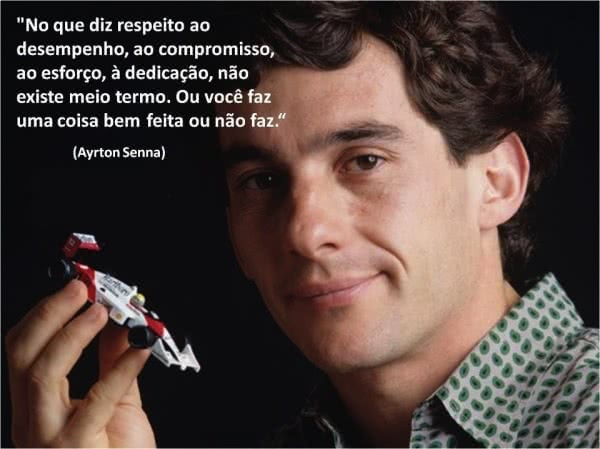 "No que diz respeito ao
desempenho, ao compromisso,
ao esforço, à dedicação, não
existe meio termo. Ou você faz
uma coisa bem feita ou não faz.“
(Ayrton Senna)
Marlboro